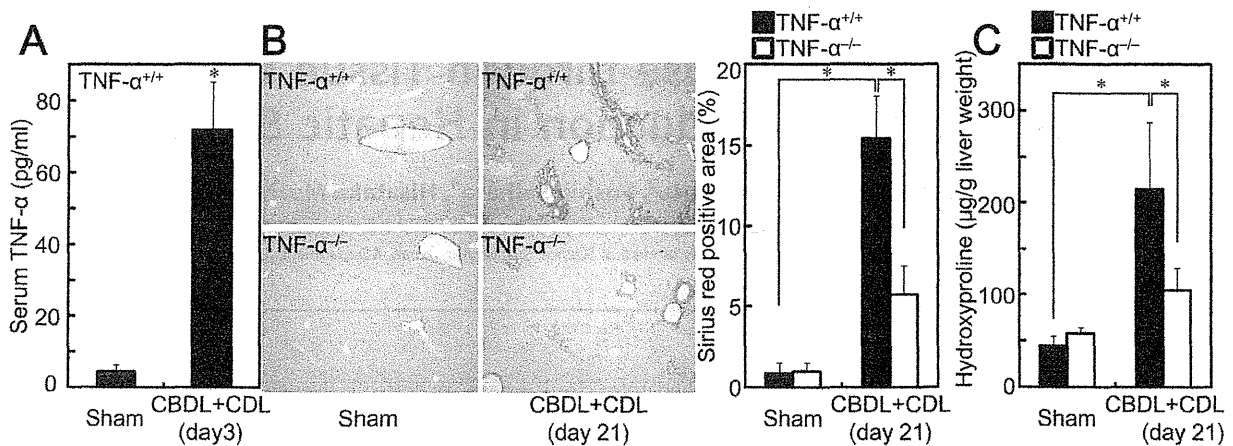 A
TNF-α+/+
*
Serum TNF-α (pg/ml)
80
60
40
20
0
Sham
CBDL+CDL
(day3)
B
TNF-α+/+
TNF-α+/+
TNF-α−/−
TNF-α−/−
Sham
CBDL+CDL
(day 21)
TNF-α+/+
TNF-α−/−
Sirius red positive area (%)
20
15
10
5
0
*
*
Sham
CBDL+CDL
(day 21)
C
TNF-α+/+
TNF-α−/−
Hydroxyproline (µg/g liver weight)
300
200
100
0
*
*
Sham
CBDL+CDL
(day 21)